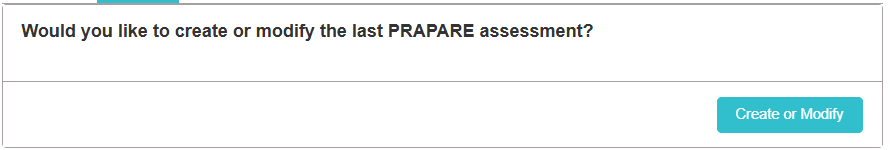 Would you like to create or modify the last PRAPARE assessment?
Create or Modify